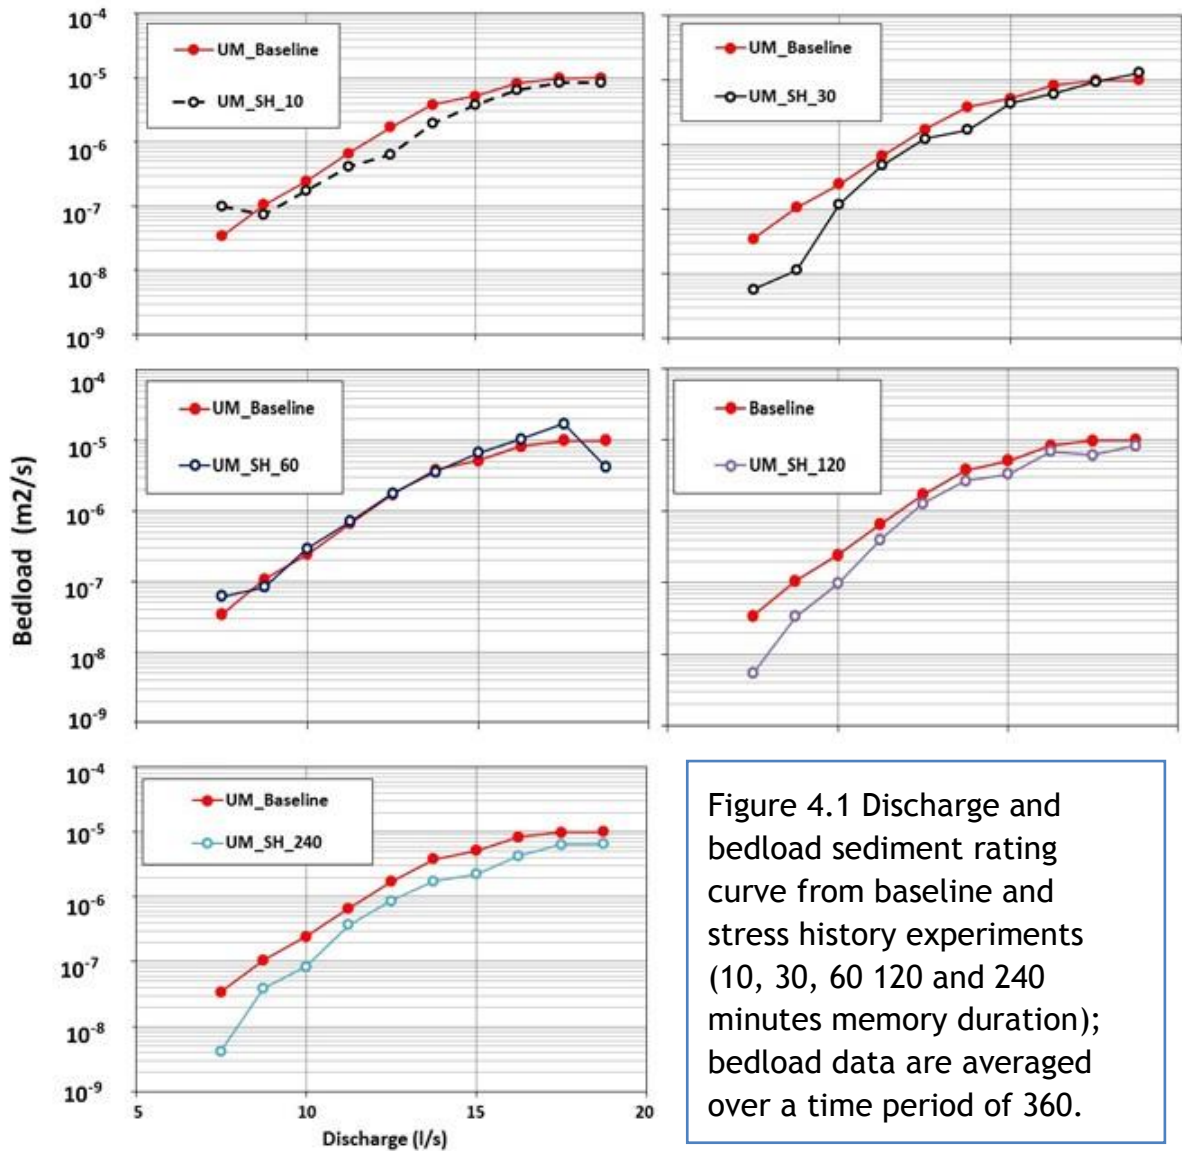 10⁻⁴
10⁻⁵
10⁻⁶
10⁻⁷
10⁻⁸
10⁻⁹
UM_Baseline
UM_SH_10
UM_Baseline
UM_SH_30
10⁻⁴
10⁻⁵
10⁻⁶
10⁻⁷
10⁻⁸
10⁻⁹
UM_Baseline
UM_SH_60
Baseline
UM_SH_120
Bedload (m2/s)
10⁻⁴
10⁻⁵
10⁻⁶
10⁻⁷
10⁻⁸
10⁻⁹
UM_Baseline
UM_SH_240
5 10 15 20
Discharge (l/s)
Figure 4.1 Discharge and
bedload sediment rating
curve from baseline and
stress history experiments
(10, 30, 60 120 and 240
minutes memory duration);
bedload data are averaged
over a time period of 360.